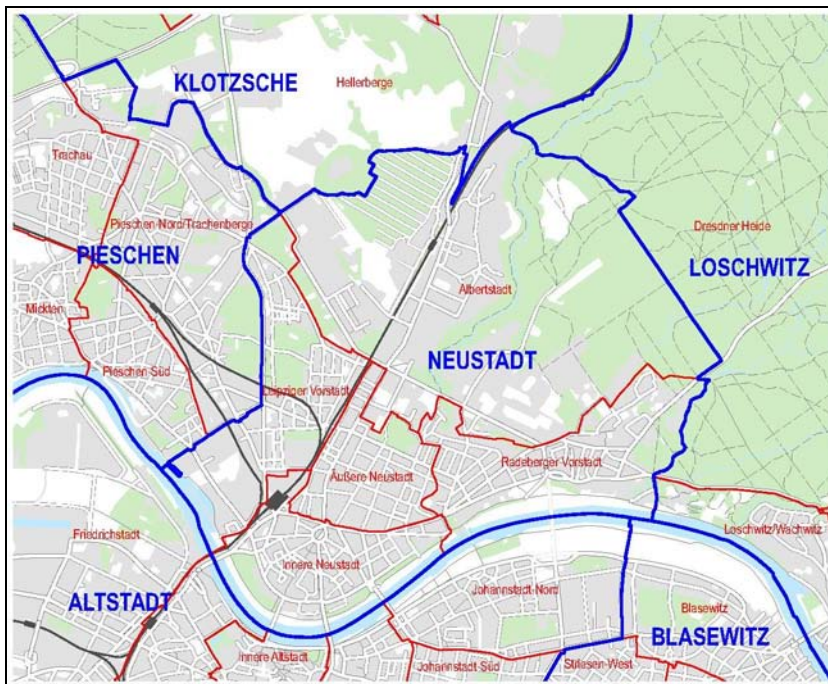 KLOTZSCHE
Hellerberge
Trachau
Pieschen-Nord/Trachenberge
Dresdner Heide
PIESCHEN
LOSCHWITZ
Albertstadt
Mickten
NEUSTADT
Pieschen-Süd
Leipziger Vorstadt
Radeberger Vorstadt
Äußere Neustadt
Loschwitz/Wachwitz
Friedrichstadt
Innere Neustadt
Johannstadt-Nord
ALTSTADT
Blasewitz
BLASEWITZ
Innere Altstadt
Johannstadt-Süd
Striesen-West